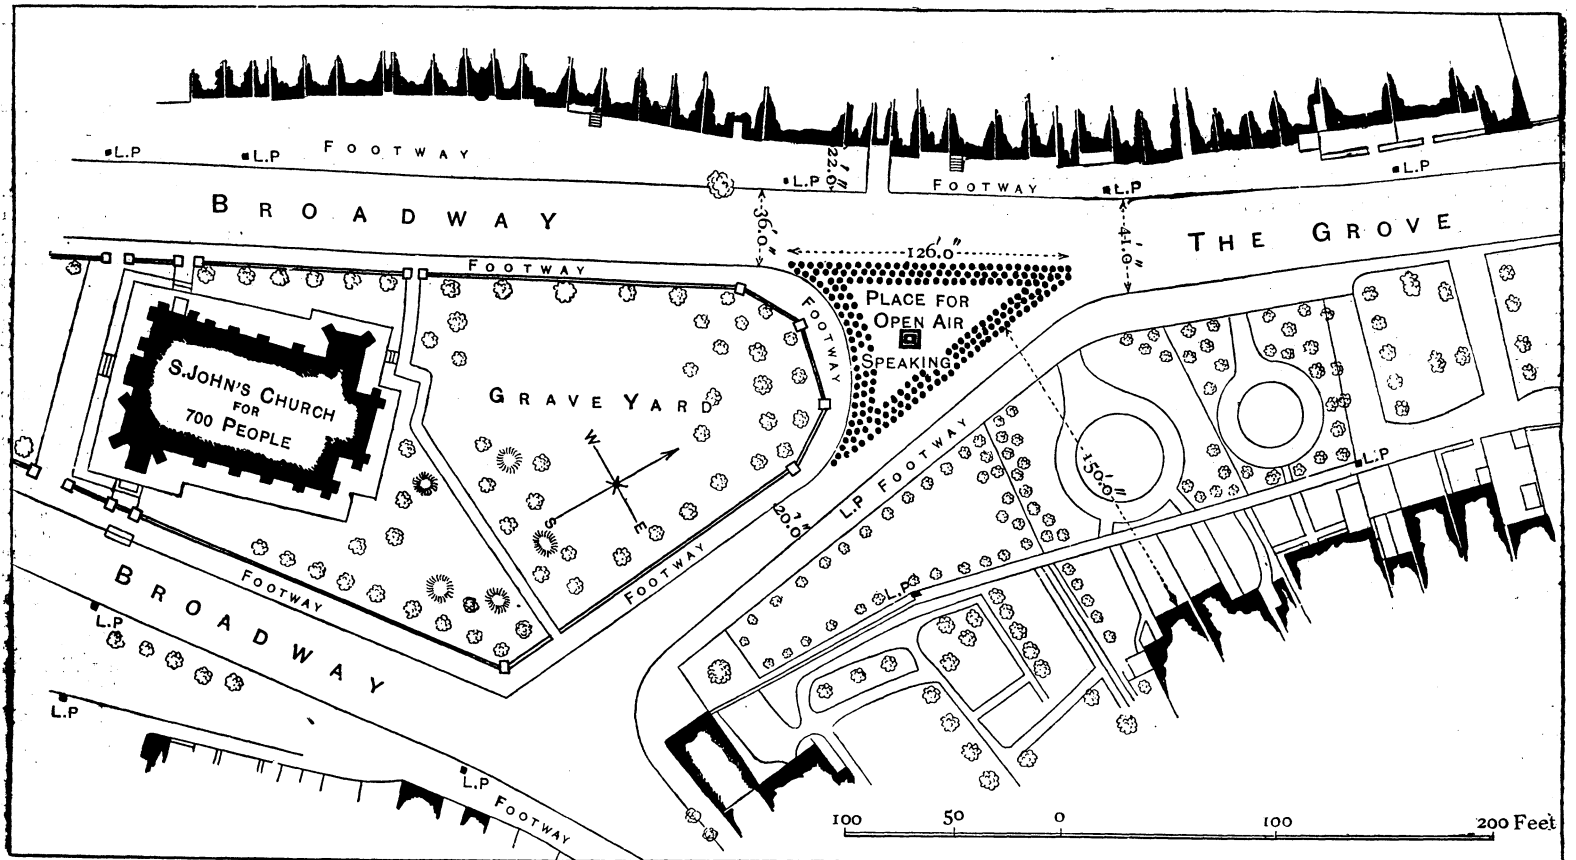 L.P
L.P
FOOTWAY
L.P
22.0"
FOOTWAY
L.P
L.P
BROADWAY
36'.0"
41'.0"
THE GROVE
126'.0"
FOOTWAY
FOOTWAY
PLACE FOR
OPEN AIR
SPEAKING
S. JOHN'S CHURCH
FOR
700 PEOPLE
GRAVE YARD
W
S
E
150'.0"
L.P
L.P FOOTWAY
20'.0"
FOOTWAY
FOOTWAY
L.P
BROADWAY
L.P
L.P
L.P
FOOTWAY
100 50 0 100 200 Feet